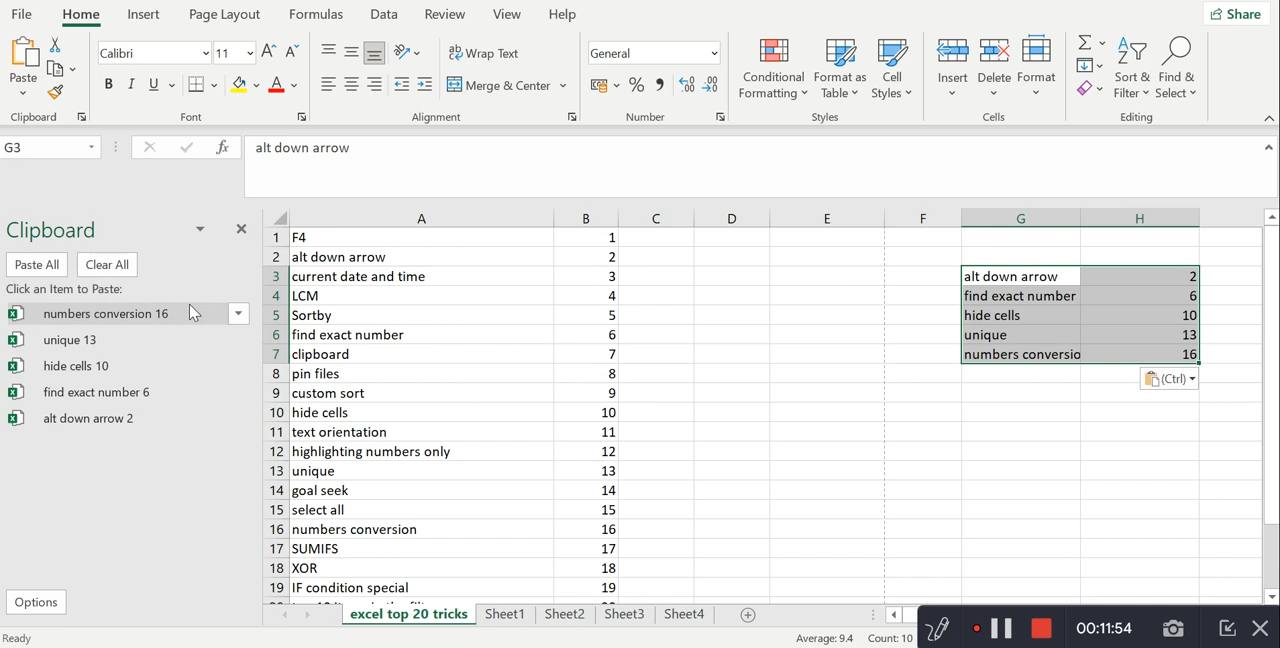 File Home Insert Page Layout Formulas Data Review View Help Share
Paste Calibri 11 A A Wrap Text General Conditional Formatting Format as Table Cell Styles Insert Delete Format Sort & Filter Find & Select
B I U A Merge & Center % ,
Clipboard Font Alignment Number Styles Cells Editing
G3 fx alt down arrow
Clipboard
Paste All Clear All
Click an Item to Paste:
numbers conversion 16
unique 13
hide cells 10
find exact number 6
alt down arrow 2
Options
A B C D E F G H
1 F4 1
2 alt down arrow 2
3 current date and time 3 alt down arrow 2
4 LCM 4 find exact number 6
5 Sortby 5 hide cells 10
6 find exact number 6 unique 13
7 clipboard 7 numbers conversio 16
8 pin files 8 (Ctrl)
9 custom sort 9
10 hide cells 10
11 text orientation 11
12 highlighting numbers only 12
13 unique 13
14 goal seek 14
15 select all 15
16 numbers conversion 16
17 SUMIFS 17
18 XOR 18
19 IF condition special 19
excel top 20 tricks Sheet1 Sheet2 Sheet3 Sheet4
Ready Average: 9.4 Count: 10 00:11:54